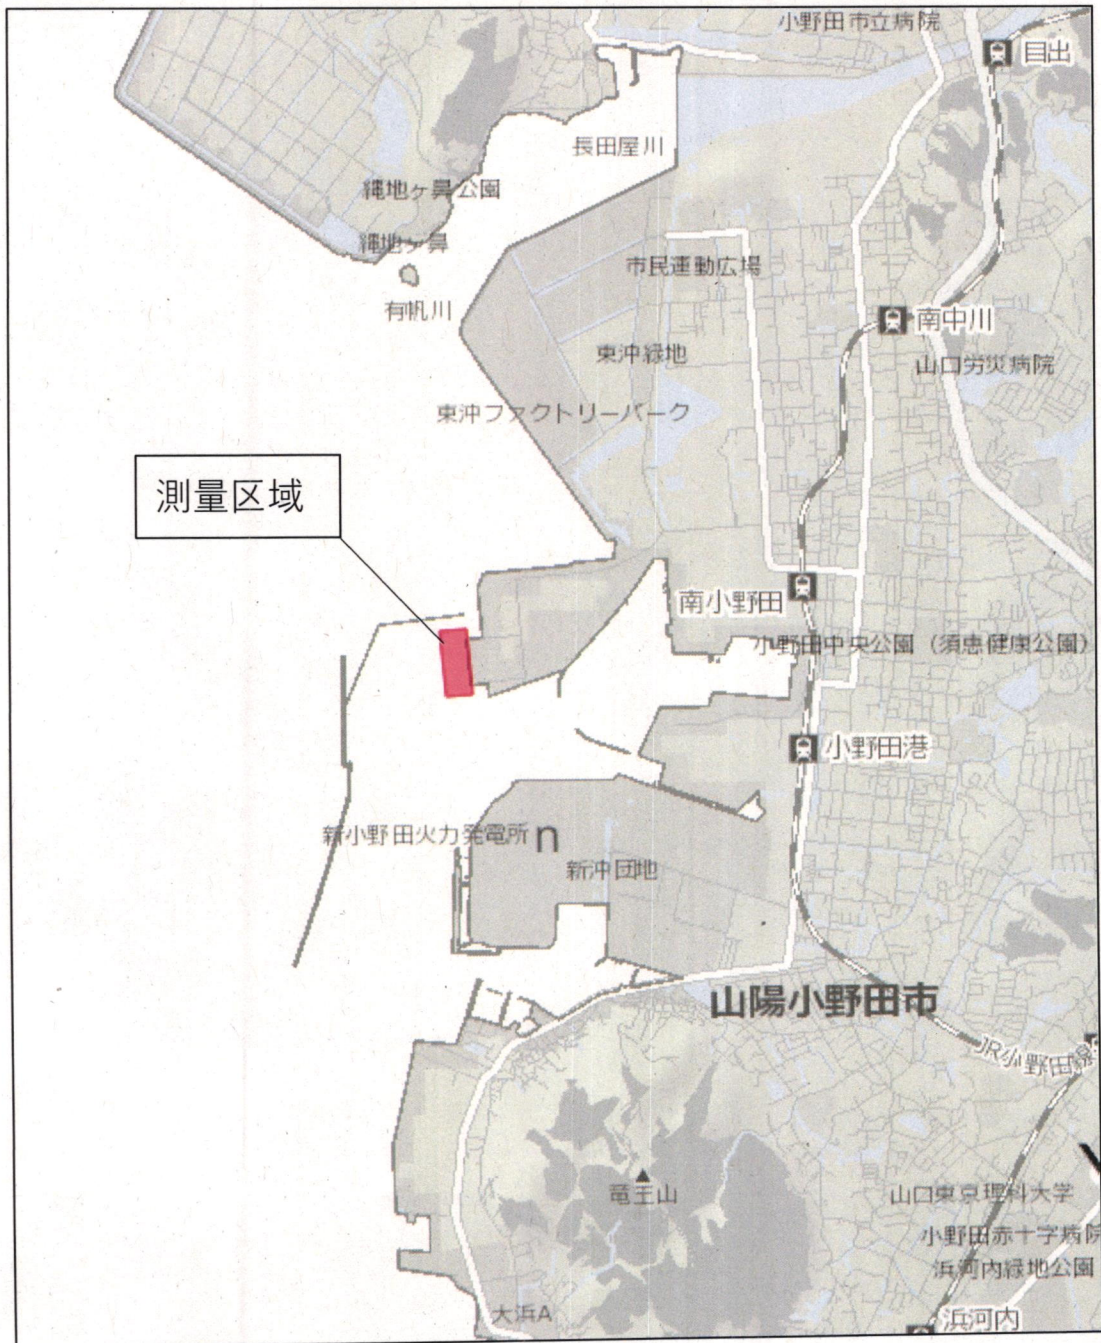 小野田市立病院
目出
長田屋川
縄地ヶ鼻公園
縄地ヶ鼻
市民運動広場
有帆川
南中川
東沖緑地
山口労災病院
東沖ファクトリーパーク
測量区域
南小野田
小野田中央公園（須恵健康公園）
小野田港
新小野田火力発電所
n
新沖団地
山陽小野田市
JR小野田線
竜王山
山口東京理科大学
小野田赤十字病院
浜河内緑地公園
大浜A
浜河内